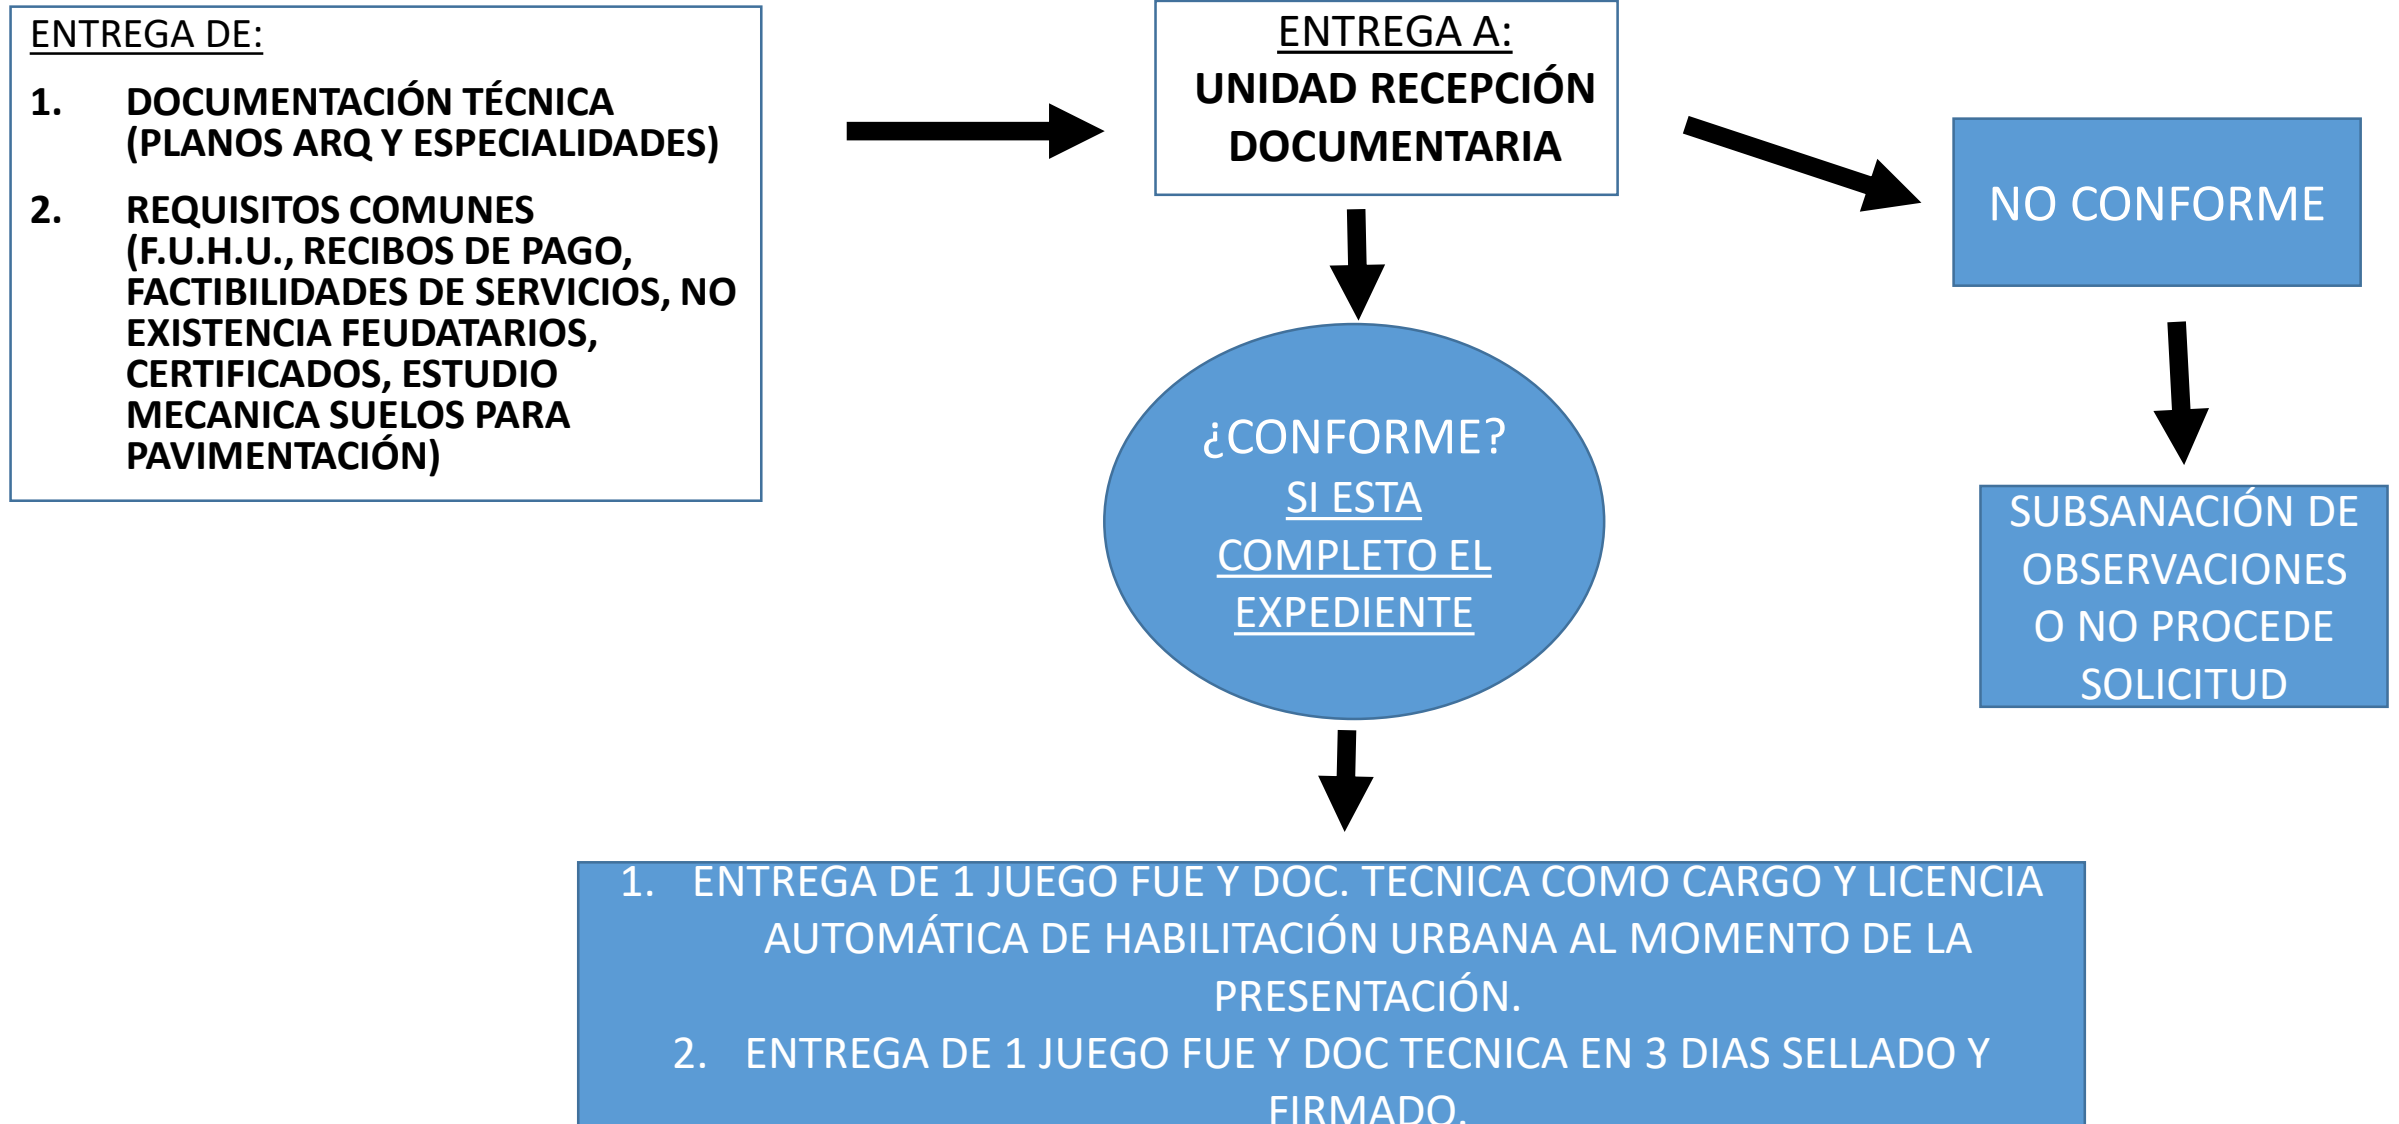 ENTREGA DE:
1. DOCUMENTACIÓN TÉCNICA
(PLANOS ARQ Y ESPECIALIDADES)
2. REQUISITOS COMUNES
(F.U.H.U., RECIBOS DE PAGO,
FACTIBILIDADES DE SERVICIOS, NO
EXISTENCIA FEUDATARIOS,
CERTIFICADOS, ESTUDIO
MECANICA SUELOS PARA
PAVIMENTACIÓN)
ENTREGA A:
UNIDAD RECEPCIÓN
DOCUMENTARIA
NO CONFORME
¿CONFORME?
SI ESTA
COMPLETO EL
EXPEDIENTE
SUBSANACIÓN DE
OBSERVACIONES
O NO PROCEDE
SOLICITUD
1. ENTREGA DE 1 JUEGO FUE Y DOC. TECNICA COMO CARGO Y LICENCIA
AUTOMÁTICA DE HABILITACIÓN URBANA AL MOMENTO DE LA
PRESENTACIÓN.
2. ENTREGA DE 1 JUEGO FUE Y DOC TECNICA EN 3 DIAS SELLADO Y
FIRMADO.